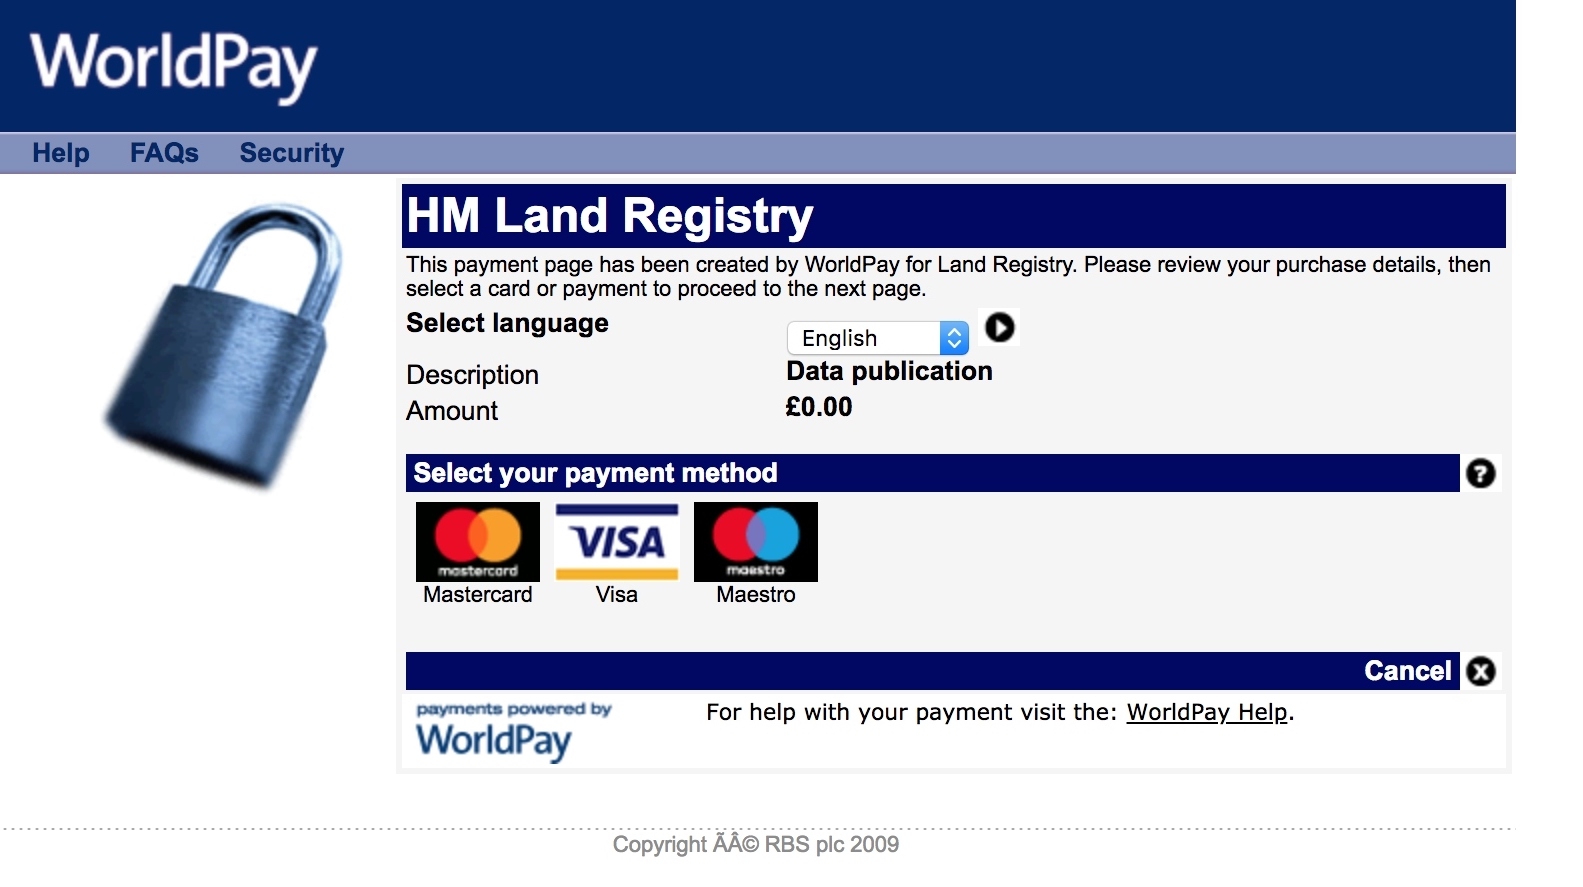 WorldPay
Help FAQs Security
HM Land Registry
This payment page has been created by WorldPay for Land Registry. Please review your purchase details, then
select a card or payment to proceed to the next page.
Select language English
Description Data publication
Amount £0.00
Select your payment method ?
mastercard VISA maestro
Mastercard Visa Maestro
Cancel X
payments powered by
WorldPay
For help with your payment visit the: WorldPay Help.
Copyright ÃÂ© RBS plc 2009